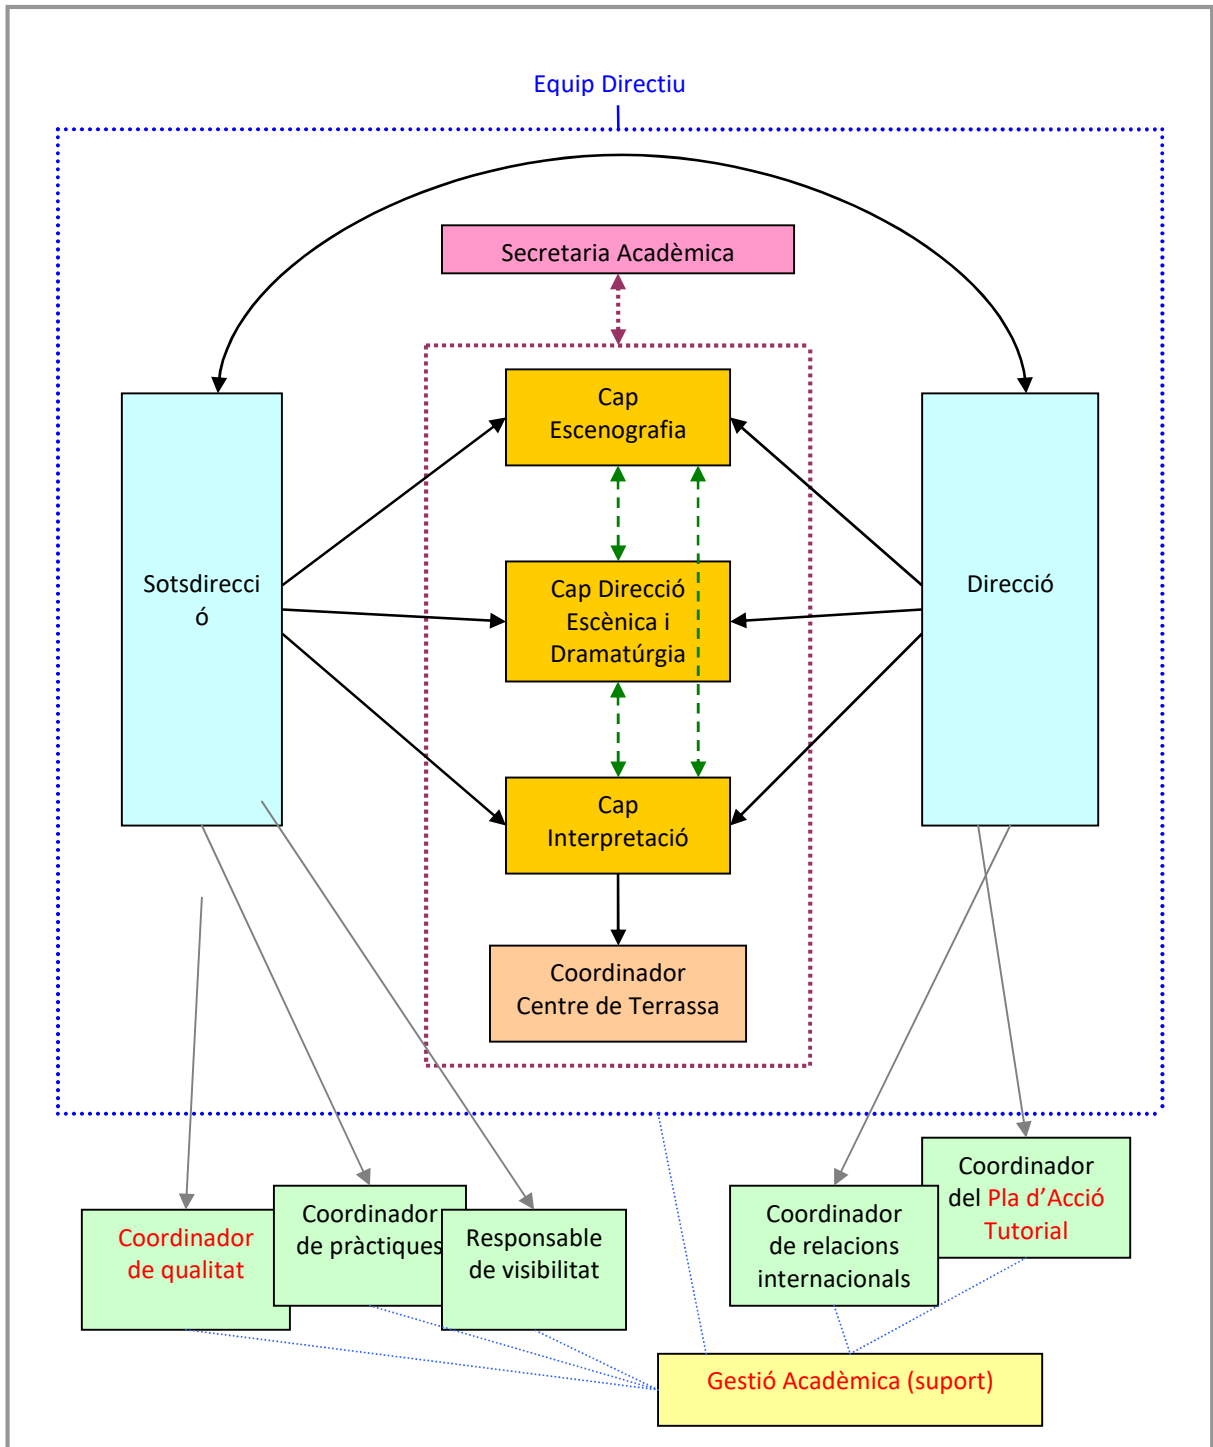 Equip Directiu
Secretaria Acadèmica
Cap
Escenografia
Sotsdirecci
ó
Cap Direcció
Escènica i
Dramatúrgia
Direcció
Cap
Interpretació
Coordinador
Centre de Terrassa
Coordinador
de qualitat
Coordinador
de pràctiques
Responsable
de visibilitat
Coordinador
de relacions
internacionals
Coordinador
del Pla d’Acció
Tutorial
Gestió Acadèmica (suport)